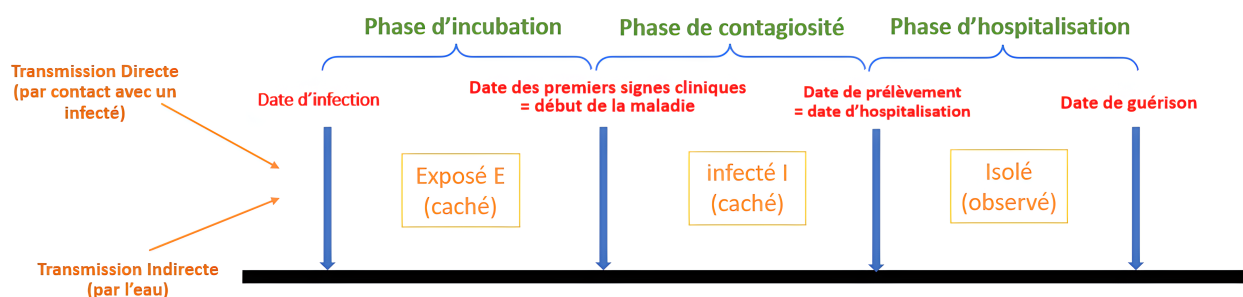 Phase d’incubation
Phase de contagiosité
Phase d’hospitalisation
Transmission Directe
(par contact avec un
infecté)
Date d’infection
Date des premiers signes cliniques
= début de la maladie
Date de prélèvement
= date d’hospitalisation
Date de guérison
Exposé E
(caché)
infecté I
(caché)
Isolé
(observé)
Transmission Indirecte
(par l’eau)